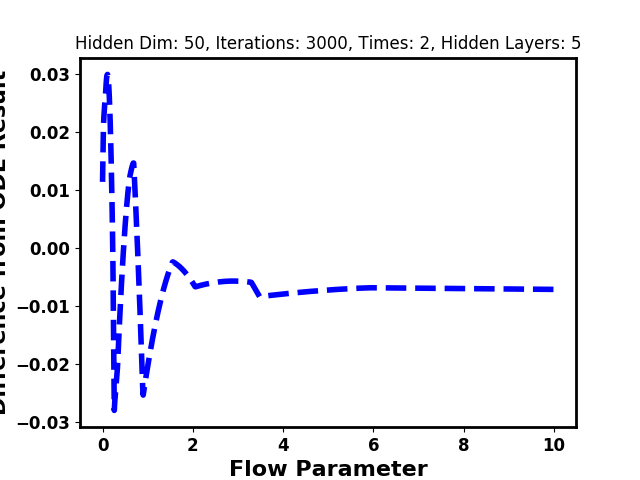 Hidden Dim: 50, Iterations: 3000, Times: 2, Hidden Layers: 5
Difference from ODE Result
0.03
0.02
0.01
0.00
−0.01
−0.02
−0.03
0 2 4 6 8 10
Flow Parameter